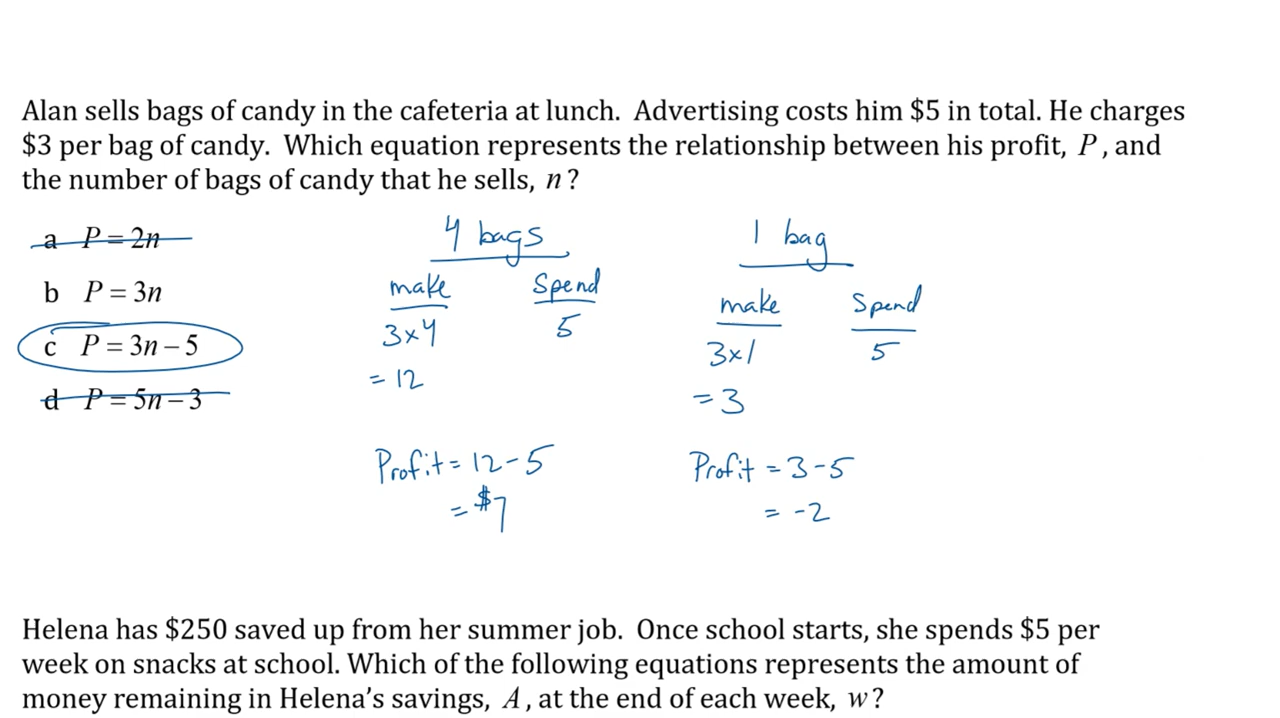 Alan sells bags of candy in the cafeteria at lunch.  Advertising costs him $5 in total. He charges
$3 per bag of candy.  Which equation represents the relationship between his profit, P, and
the number of bags of candy that he sells, n?
a P = 2n
b P = 3n
c P = 3n − 5
d P = 5n − 3
4 bags
make Spend
3x4 5
= 12
Profit = 12 - 5
= $7
1 bag
make Spend
3x1 5
= 3
Profit = 3 - 5
= -2
Helena has $250 saved up from her summer job.  Once school starts, she spends $5 per
week on snacks at school. Which of the following equations represents the amount of
money remaining in Helena’s savings, A, at the end of each week, w?